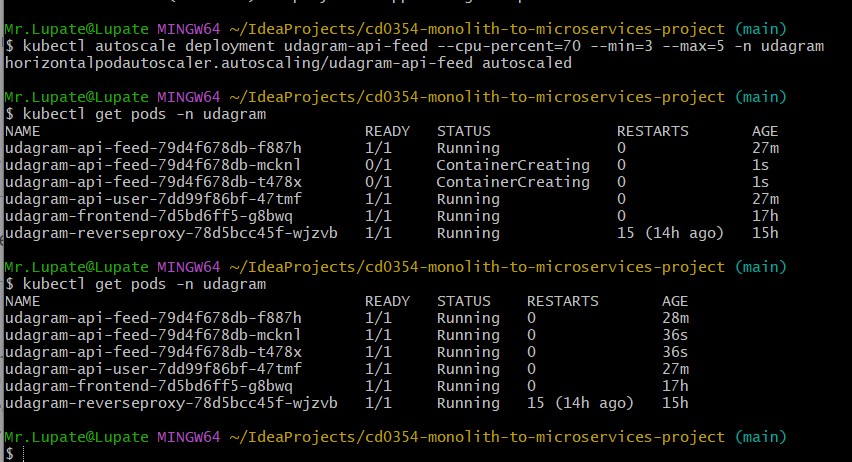 Mr.Lupate@Lupate MINGW64 ~/IdeaProjects/cd0354-monolith-to-microservices-project (main)
$ kubectl autoscale deployment udagram-api-feed --cpu-percent=70 --min=3 --max=5 -n udagram
horizontalpodautoscaler.autoscaling/udagram-api-feed autoscaled
Mr.Lupate@Lupate MINGW64 ~/IdeaProjects/cd0354-monolith-to-microservices-project (main)
$ kubectl get pods -n udagram
NAME READY STATUS RESTARTS AGE
udagram-api-feed-79d4f678db-f887h 1/1 Running 0 27m
udagram-api-feed-79d4f678db-mcknl 0/1 ContainerCreating 0 1s
udagram-api-feed-79d4f678db-t478x 0/1 ContainerCreating 0 1s
udagram-api-user-7dd99f86bf-47tmf 1/1 Running 0 27m
udagram-frontend-7d5bd6ff5-g8bwq 1/1 Running 0 17h
udagram-reverseproxy-78d5bcc45f-wjzvb 1/1 Running 15 (14h ago) 15h
Mr.Lupate@Lupate MINGW64 ~/IdeaProjects/cd0354-monolith-to-microservices-project (main)
$ kubectl get pods -n udagram
NAME READY STATUS RESTARTS AGE
udagram-api-feed-79d4f678db-f887h 1/1 Running 0 28m
udagram-api-feed-79d4f678db-mcknl 1/1 Running 0 36s
udagram-api-feed-79d4f678db-t478x 1/1 Running 0 36s
udagram-api-user-7dd99f86bf-47tmf 1/1 Running 0 27m
udagram-frontend-7d5bd6ff5-g8bwq 1/1 Running 0 17h
udagram-reverseproxy-78d5bcc45f-wjzvb 1/1 Running 15 (14h ago) 15h
Mr.Lupate@Lupate MINGW64 ~/IdeaProjects/cd0354-monolith-to-microservices-project (main)
$